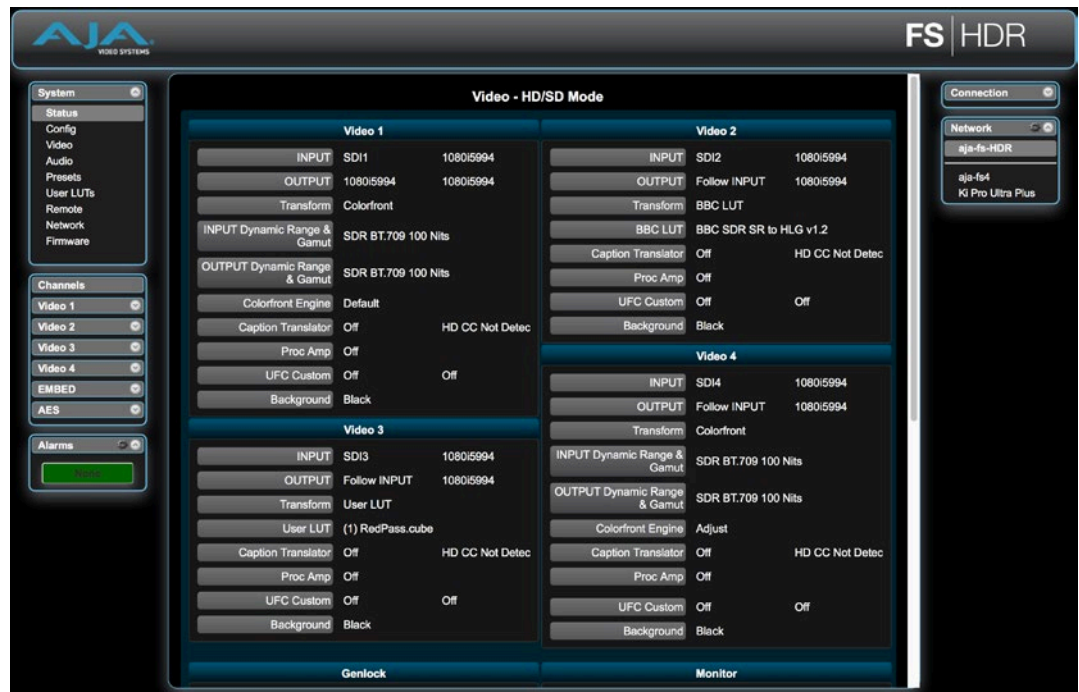 AJA
VIDEO SYSTEMS
FS HDR
System
Status
Config
Video
Audio
Presets
User LUTs
Remote
Network
Firmware
Channels
Video 1
Video 2
Video 3
Video 4
EMBED
AES
Alarms
None
Video - HD/SD Mode
Video 1
INPUT SDI1 1080i5994
OUTPUT 1080i5994 1080i5994
Transform Colorfront
INPUT Dynamic Range &
Gamut SDR BT.709 100 Nits
OUTPUT Dynamic Range
& Gamut SDR BT.709 100 Nits
Colorfront Engine Default
Caption Translator Off HD CC Not Detec
Proc Amp Off
UFC Custom Off Off
Background Black
Video 2
INPUT SDI2 1080i5994
OUTPUT Follow INPUT 1080i5994
Transform BBC LUT
BBC LUT BBC SDR SR to HLG v1.2
Caption Translator Off HD CC Not Detec
Proc Amp Off
UFC Custom Off Off
Background Black
Video 3
INPUT SDI3 1080i5994
OUTPUT Follow INPUT 1080i5994
Transform User LUT
User LUT (1) RedPass.cube
Caption Translator Off HD CC Not Detec
Proc Amp Off
UFC Custom Off Off
Background Black
Video 4
INPUT SDI4 1080i5994
OUTPUT Follow INPUT 1080i5994
Transform Colorfront
INPUT Dynamic Range &
Gamut SDR BT.709 100 Nits
OUTPUT Dynamic Range
& Gamut SDR BT.709 100 Nits
Colorfront Engine Adjust
Caption Translator Off HD CC Not Detec
Proc Amp Off
UFC Custom Off Off
Background Black
Genlock
Monitor
Connection
Network
aja-fs-HDR
aja-fs4
Ki Pro Ultra Plus